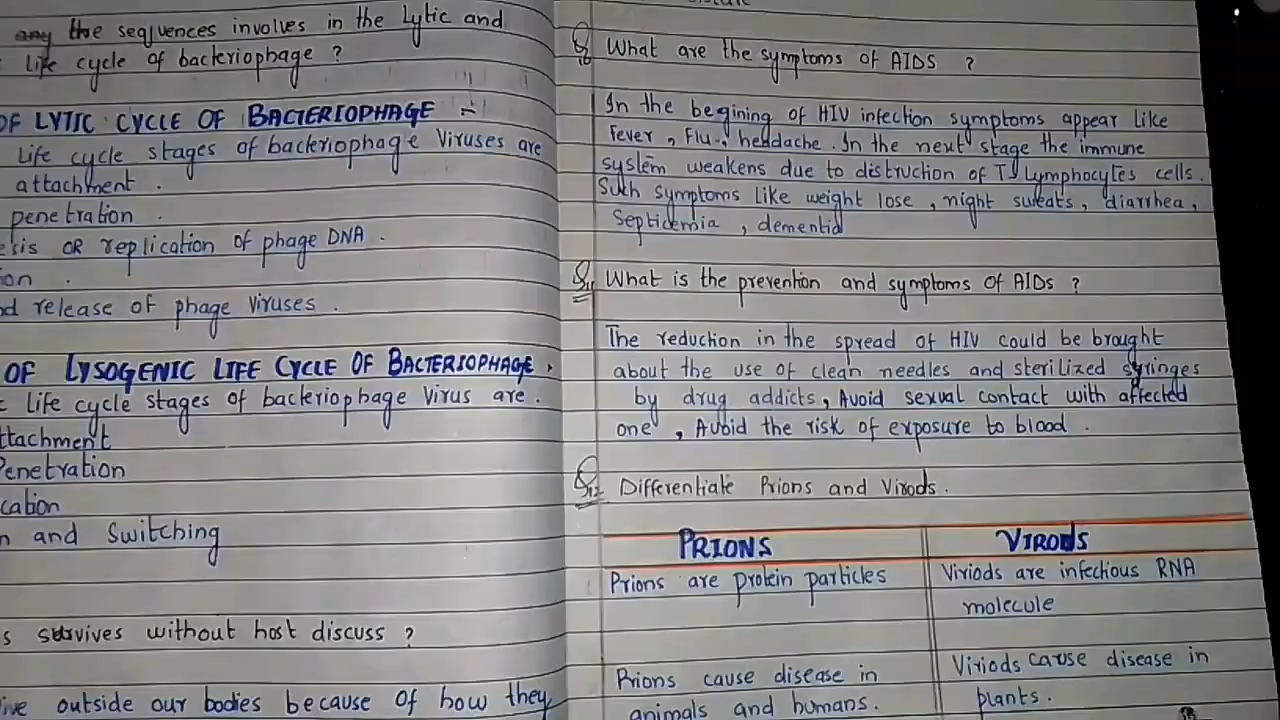 any the sequences involves in the Lytic and
life cycle of bacteriophage ?
OF LYTIC CYCLE OF BACTERIOPHAGE :-
Life cycle stages of bacteriophage Viruses are
attachment .
penetration .
esis OR replication of phage DNA .
ion .
nd release of phage viruses .
OF LYSOGENIC LIFE CYCLE OF BACTERIOPHAGE .
c life cycle stages of bacteriophage Virus are .
ttachment
Penetration
cation
n and Switching
s survives without host discuss ?
ive outside our bodies because of how they
Q10 What are the symptoms of AIDS ?
In the begining of HIV infection symptoms appear like
fever , Flu , headache . In the next stage the immune
system weakens due to distruction of T Lymphocytes cells .
Such symptoms like weight lose , night sweats , diarrhea ,
Septidemia , dementid
Q11 What is the prevention and symptoms of AIDs ?
The reduction in the spread of HIV could be brought
about the use of clean needles and sterilized syringes
by drug addicts , Avoid sexual contact with affected
one , Avoid the risk of exposure to blood .
Q12 Differentiate Prions and Virods .
PRIONS VIRODS
Prions are protein particles
Viriods are infectious RNA
molecule
Prions cause disease in
animals and humans .
Viriods cause disease in
plants .